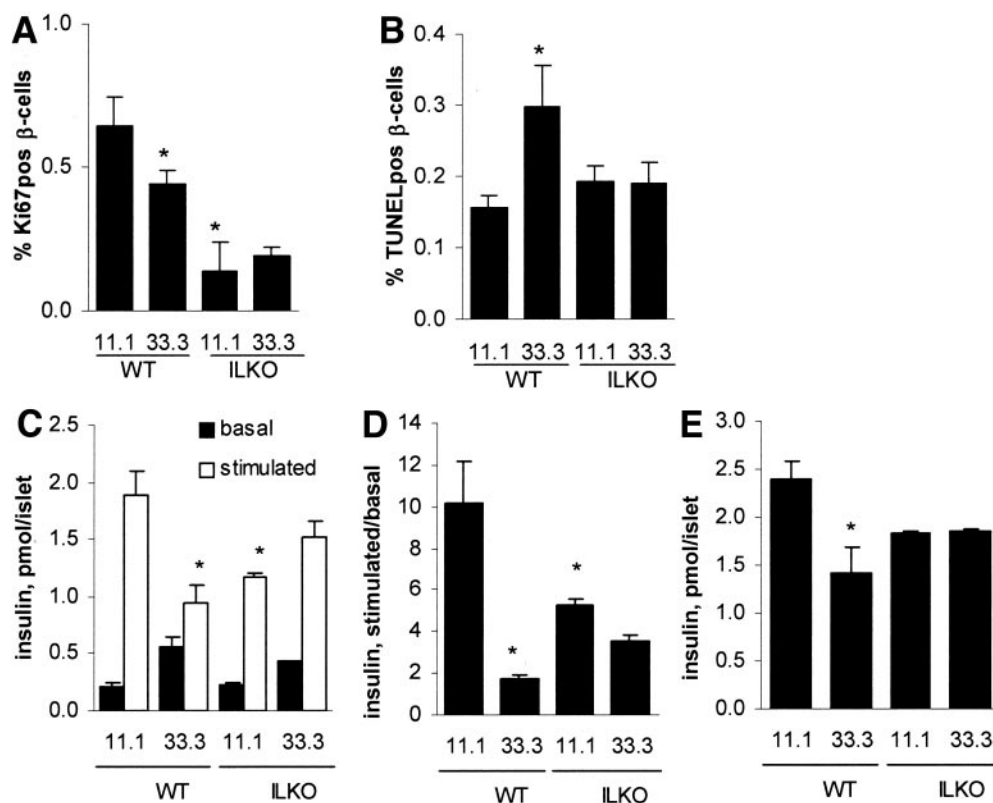 A
% Ki67pos β-cells
1.0
0.5
0.0
*
*
11.1 33.3 11.1 33.3
WT ILKO
B
% TUNELpos β-cells
0.4
0.3
0.2
0.1
0.0
*
11.1 33.3 11.1 33.3
WT ILKO
C
insulin, pmol/islet
2.5
2.0
1.5
1.0
0.5
0.0
basal
stimulated
*
*
11.1 33.3 11.1 33.3
WT ILKO
D
insulin, stimulated/basal
14
12
10
8
6
4
2
0
*
*
11.1 33.3 11.1 33.3
WT ILKO
E
insulin, pmol/islet
3.0
2.5
2.0
1.5
1.0
0.5
0.0
*
11.1 33.3 11.1 33.3
WT ILKO